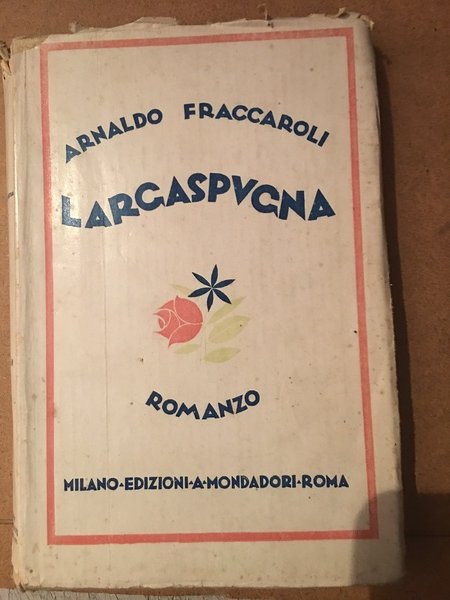 ARNALDO FRACCAROLI
LARGASPVGNA
ROMANZO
MILANO-EDIZIONI-A-MONDADORI-ROMA